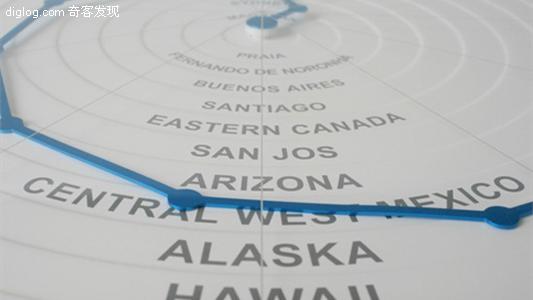 diglog.com 奇客发现
PRAIA
FERNANDO DE NORONHA
BUENOS AIRES
SANTIAGO
EASTERN CANADA
SAN JOS
ARIZONA
CENTRAL WEST MEXICO
ALASKA
HAWAII